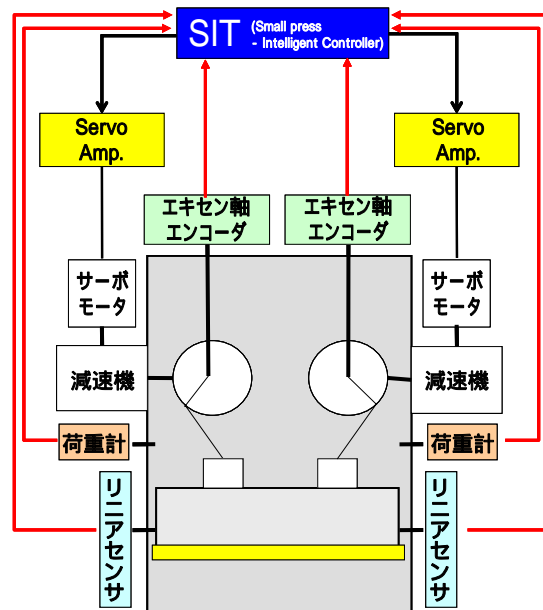 SIT (Small press
- Intelligent Controller)
Servo
Amp.
Servo
Amp.
エキセン軸
エンコーダ
エキセン軸
エンコーダ
サーボ
モータ
サーボ
モータ
減速機
減速機
荷重計
荷重計
リニアセンサ
リニアセンサ